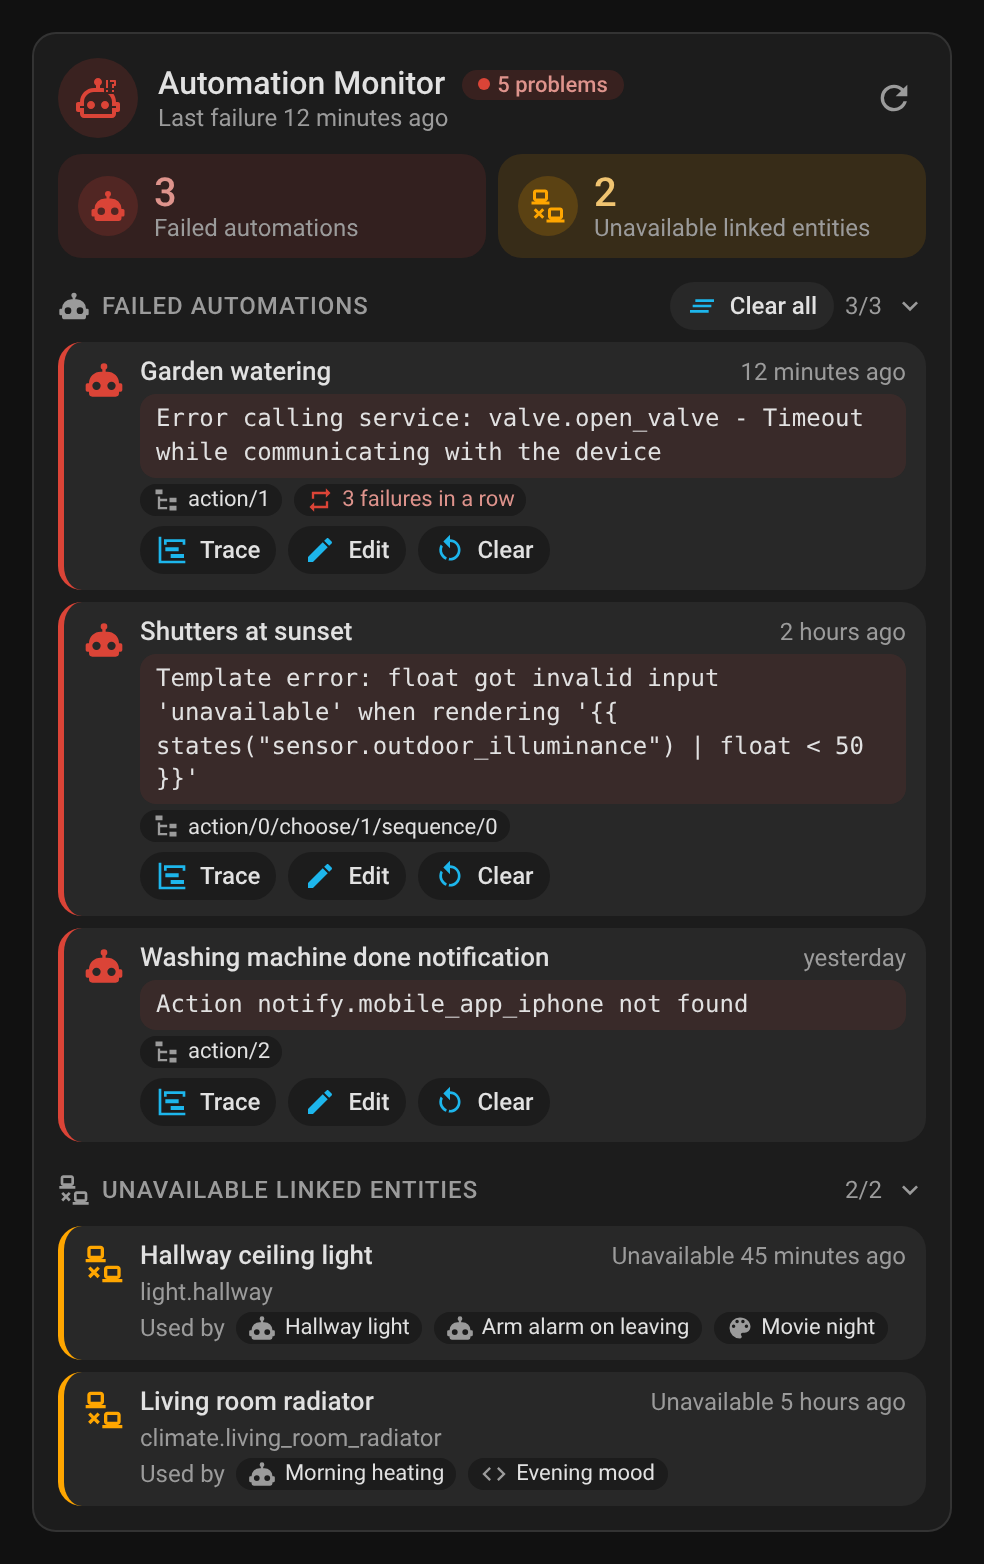 Automation Monitor
5 problems
Last failure 12 minutes ago
3
Failed automations
2
Unavailable linked entities
FAILED AUTOMATIONS
Clear all
3/3
Garden watering
12 minutes ago
Error calling service: valve.open_valve - Timeout
while communicating with the device
action/1
3 failures in a row
Trace
Edit
Clear
Shutters at sunset
2 hours ago
Template error: float got invalid input
'unavailable' when rendering '{{
states("sensor.outdoor_illuminance") | float < 50
}}'
action/0/choose/1/sequence/0
Trace
Edit
Clear
Washing machine done notification
yesterday
Action notify.mobile_app_iphone not found
action/2
Trace
Edit
Clear
UNAVAILABLE LINKED ENTITIES
2/2
Hallway ceiling light
Unavailable 45 minutes ago
light.hallway
Used by
Hallway light
Arm alarm on leaving
Movie night
Living room radiator
Unavailable 5 hours ago
climate.living_room_radiator
Used by
Morning heating
Evening mood